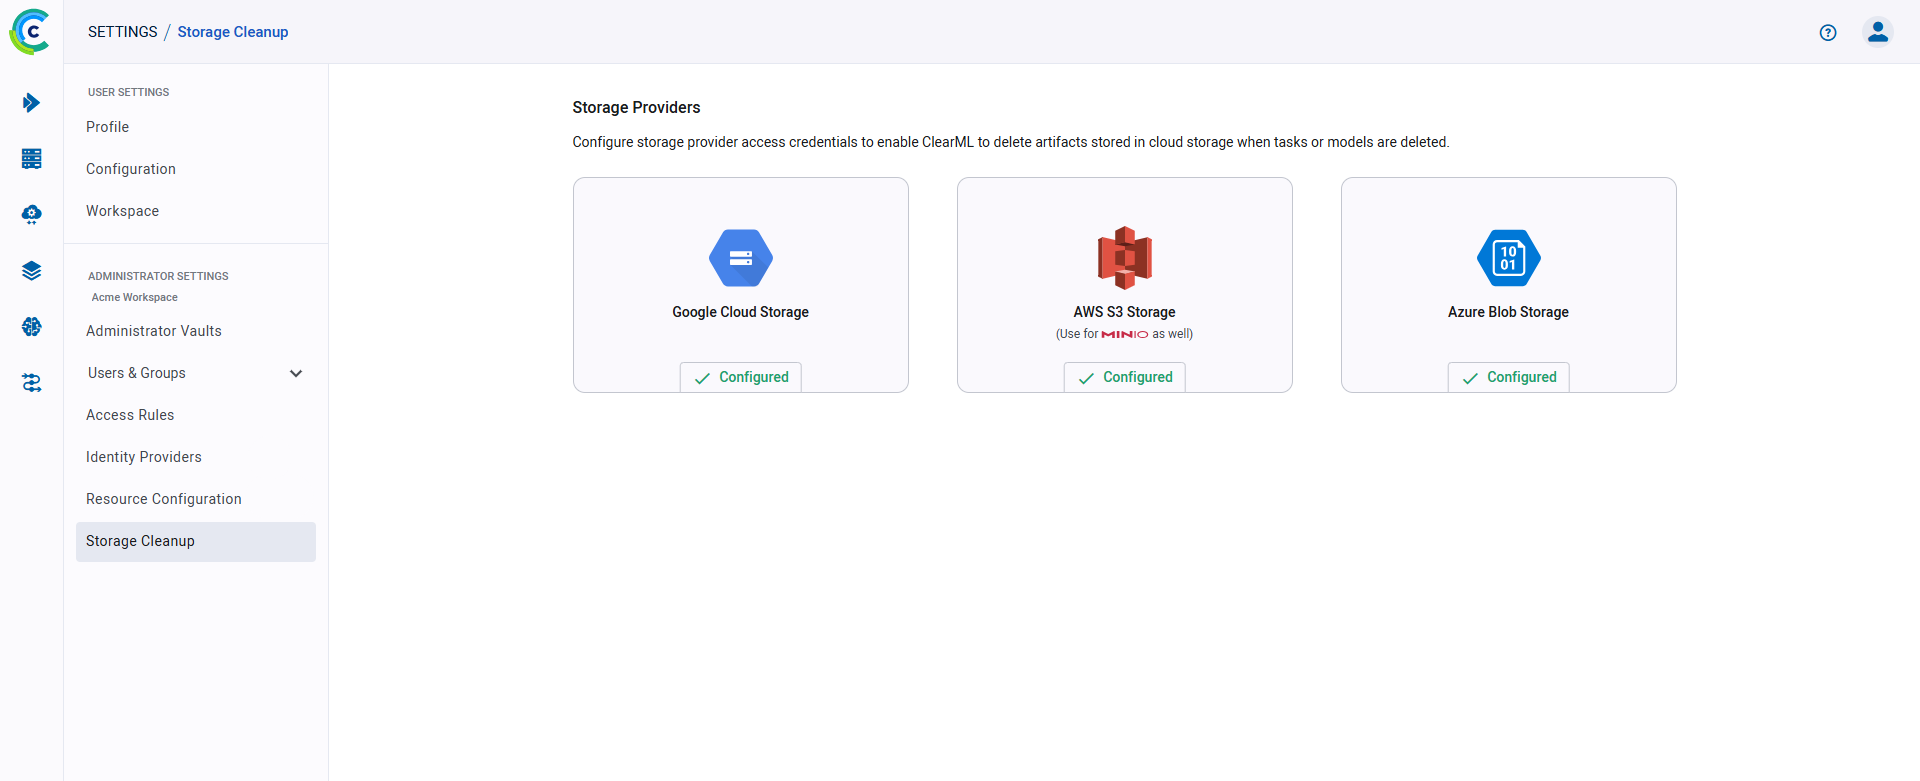 SETTINGS / Storage Cleanup
USER SETTINGS
Profile
Configuration
Workspace
ADMINISTRATOR SETTINGS
Acme Workspace
Administrator Vaults
Users & Groups
Access Rules
Identity Providers
Resource Configuration
Storage Cleanup
Storage Providers
Configure storage provider access credentials to enable ClearML to delete artifacts stored in cloud storage when tasks or models are deleted.
Google Cloud Storage
Configured
AWS S3 Storage
(Use for MINIO as well)
Configured
10
01
Azure Blob Storage
Configured